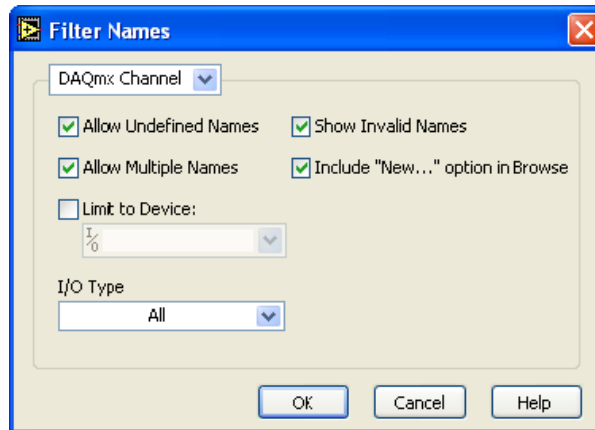 Filter Names
DAQmx Channel
Allow Undefined Names
Show Invalid Names
Allow Multiple Names
Include "New..." option in Browse
Limit to Device:
I/O
I/O Type
All
OK
Cancel
Help